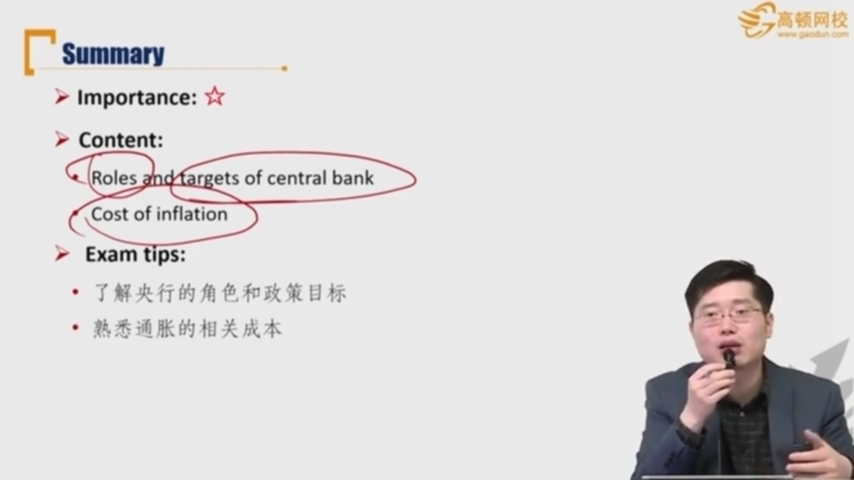 高顿网校
www.gaodun.com
Summary
Importance: ☆
Content:
Roles and targets of central bank
Cost of inflation
Exam tips:
了解央行的角色和政策目标
熟悉通胀的相关成本